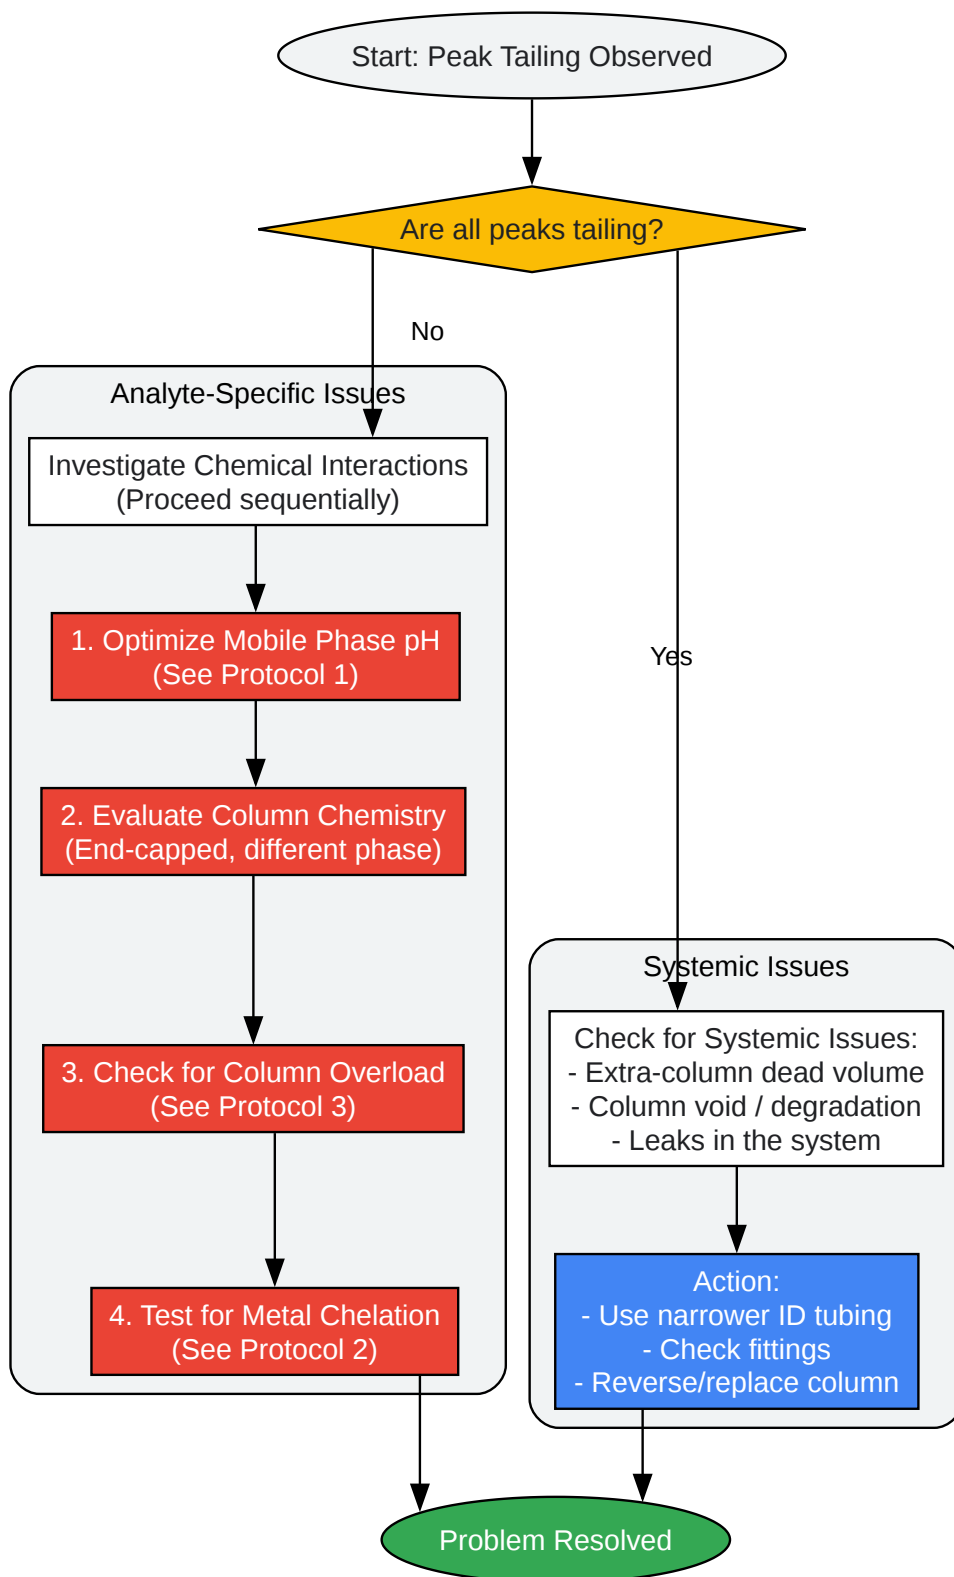 Start: Peak Tailing Observed
Are all peaks tailing?
No
Analyte-Specific Issues
Investigate Chemical Interactions
(Proceed sequentially)
1. Optimize Mobile Phase pH
(See Protocol 1)
2. Evaluate Column Chemistry
(End-capped, different phase)
3. Check for Column Overload
(See Protocol 3)
4. Test for Metal Chelation
(See Protocol 2)
Yes
Systemic Issues
Check for Systemic Issues:
- Extra-column dead volume
- Column void / degradation
- Leaks in the system
Action:
- Use narrower ID tubing
- Check fittings
- Reverse/replace column
Problem Resolved